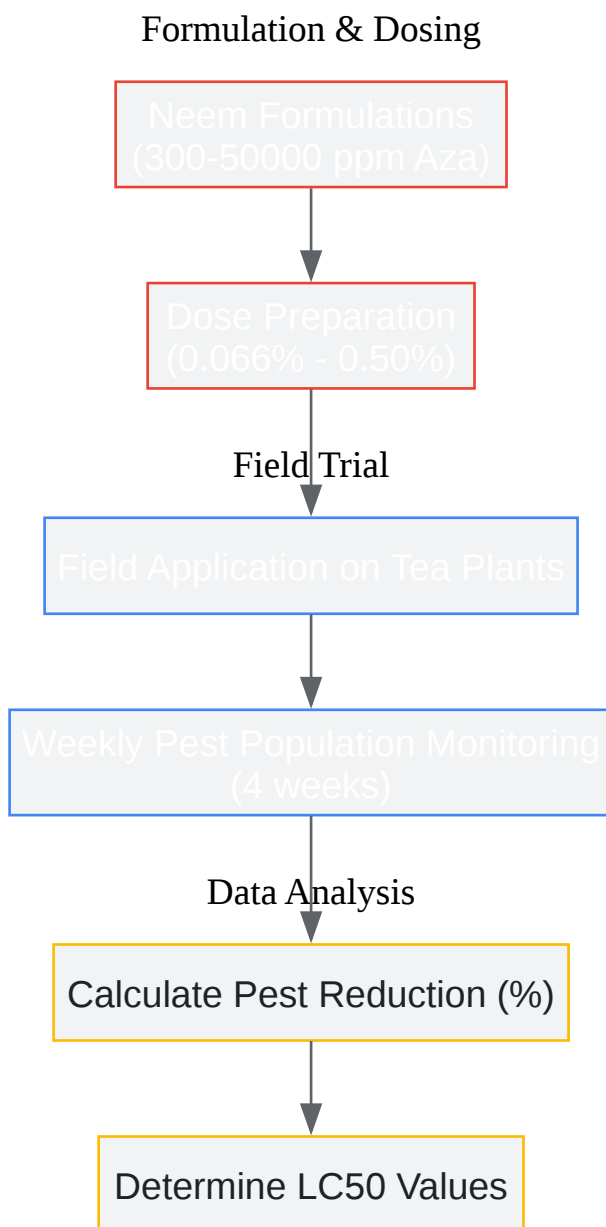 Formulation & Dosing
Neem Formulations
(300-50000 ppm Aza)
Dose Preparation
(0.066% - 0.50%)
Field Trial
Field Application on Tea Plants
Weekly Pest Population Monitoring
(4 weeks)
Data Analysis
Calculate Pest Reduction (%)
Determine LC50 Values